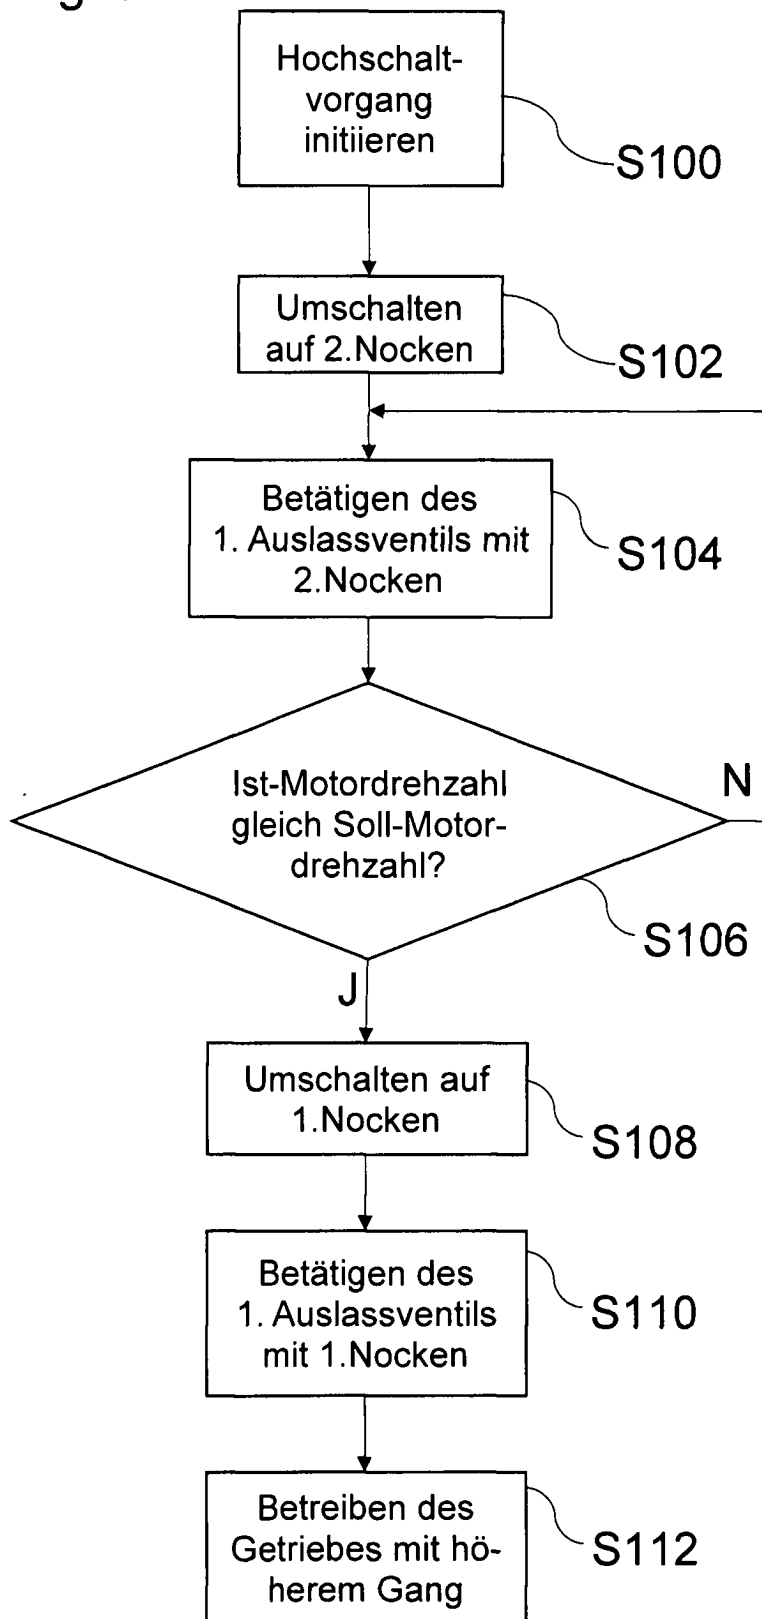 Hochschalt-
vorgang
initiieren
S100
Umschalten
auf 2.Nocken
S102
Betätigen des
1. Auslassventils mit
2.Nocken
S104
Ist-Motordrehzahl
gleich Soll-Motor-
drehzahl?
N
S106
J
Umschalten auf
1.Nocken
S108
Betätigen des
1. Auslassventils
mit 1.Nocken
S110
Betreiben des
Getriebes mit hö-
herem Gang
S112